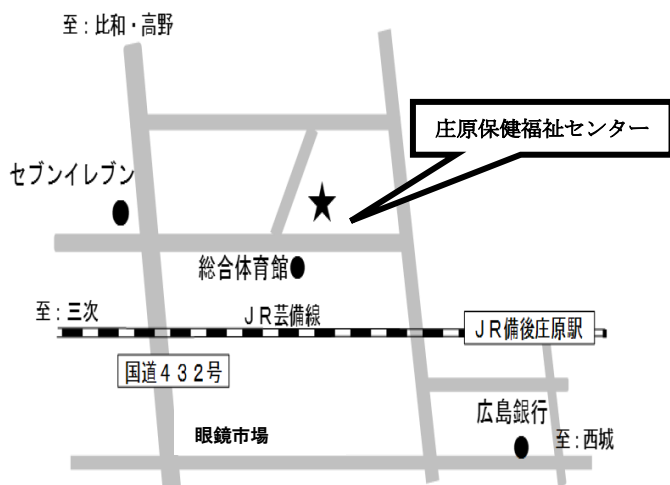 至：比和・高野
庄原保健福祉センター
セブンイレブン
総合体育館
至：三次
ＪＲ芸備線
ＪＲ備後庄原駅
国道４３２号
広島銀行
眼鏡市場
至：西城